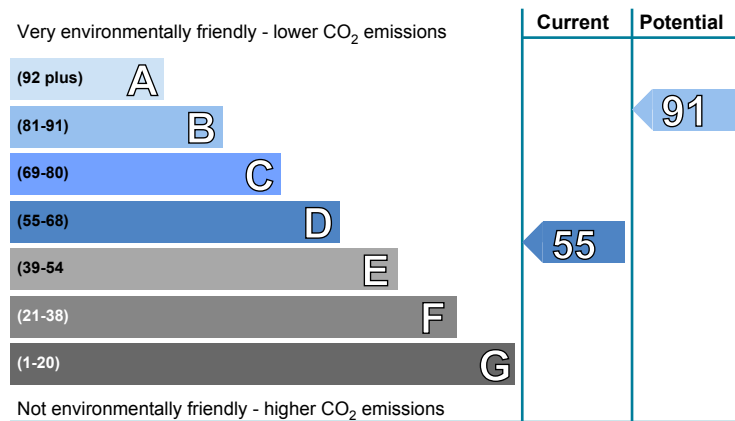 Very environmentally friendly - lower CO2 emissions
Current
Potential
(92 plus) A
(81-91) B
91
(69-80) C
(55-68) D
55
(39-54 E
(21-38) F
(1-20) G
Not environmentally friendly - higher CO2 emissions